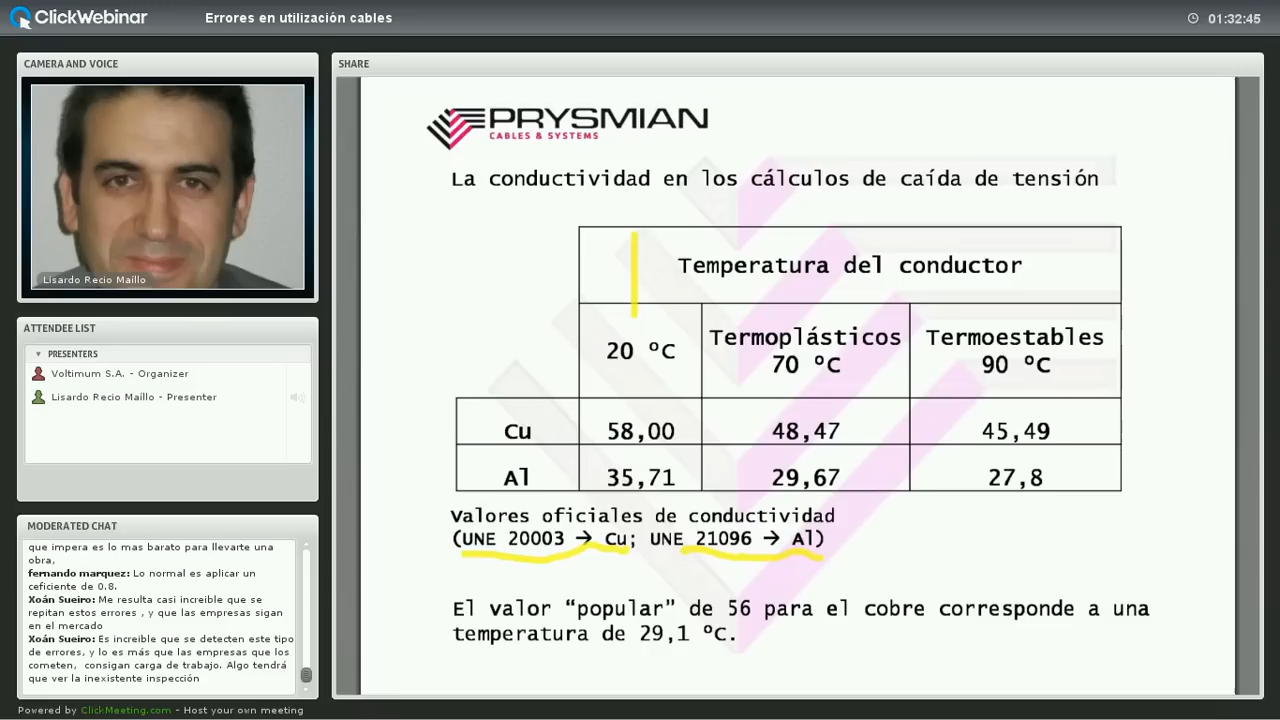 ClickWebinar
Errores en utilización cables
01:32:45
CAMERA AND VOICE
Lisardo Recio Maíllo
ATTENDEE LIST
PRESENTERS
Voltimum S.A. - Organizer
Lisardo Recio Maíllo - Presenter
MODERATED CHAT
que impera es lo mas barato para llevarte una
obra,
fernando marquez: Lo normal es aplicar un
ceficiente de 0.8.
Xoán Sueiro: Me resulta casi increible que se
repitan estos errores , y que las empresas sigan
en el mercado
Xoán Sueiro: Es increible que se detecten este tipo
de errores, y lo es más que las empresas que los
cometen, consigan carga de trabajo. Algo tendrá
que ver la inexistente inspección
SHARE
PRYSMIAN
CABLES & SYSTEMS
La conductividad en los cálculos de caída de tensión
Temperatura del conductor
20 ºC
Termoplásticos
70 ºC
Termoestables
90 ºC
Cu 58,00 48,47 45,49
Al 35,71 29,67 27,8
Valores oficiales de conductividad
(UNE 20003 → Cu; UNE 21096 → Al)
El valor “popular” de 56 para el cobre corresponde a una
temperatura de 29,1 ºC.
Powered by ClickMeeting.com - Host your own meeting